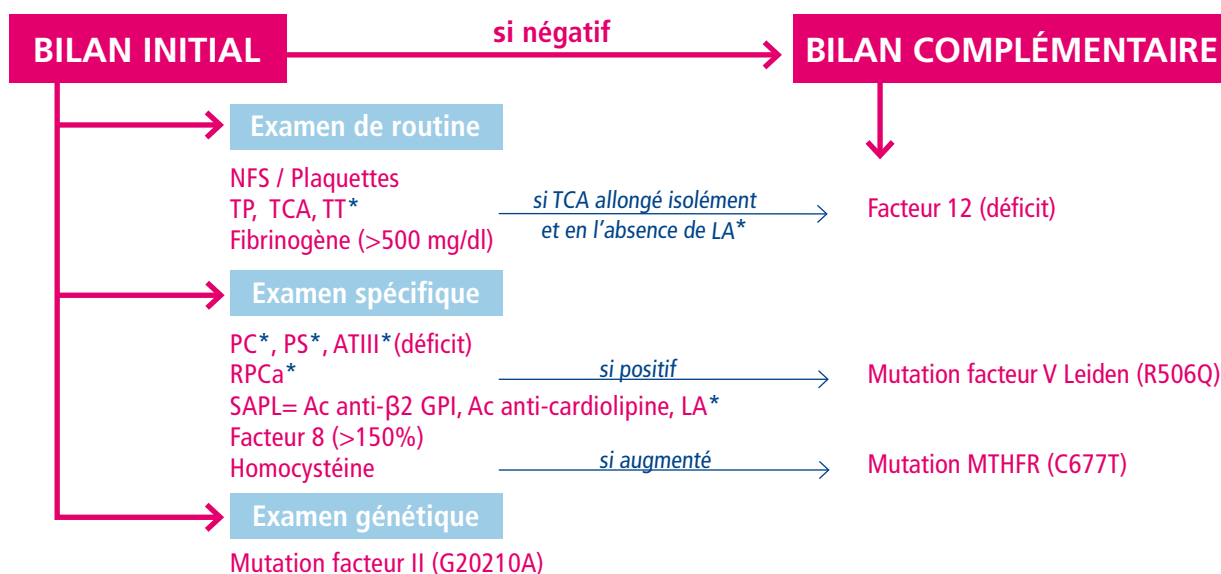 BILAN INITIAL
si négatif
BILAN COMPLÉMENTAIRE
Examen de routine
NFS / Plaquettes
TP, TCA, TT*
Fibrinogène (>500 mg/dl)
si TCA allongé isolément
et en l'absence de LA*
Facteur 12 (déficit)
Examen spécifique
PC*, PS*, ATIII*(déficit)
RPCa*
si positif
Mutation facteur V Leiden (R506Q)
SAPL= Ac anti-β2 GPI, Ac anti-cardiolipine, LA*
Facteur 8 (>150%)
Homocystéine
si augmenté
Mutation MTHFR (C677T)
Examen génétique
Mutation facteur II (G20210A)